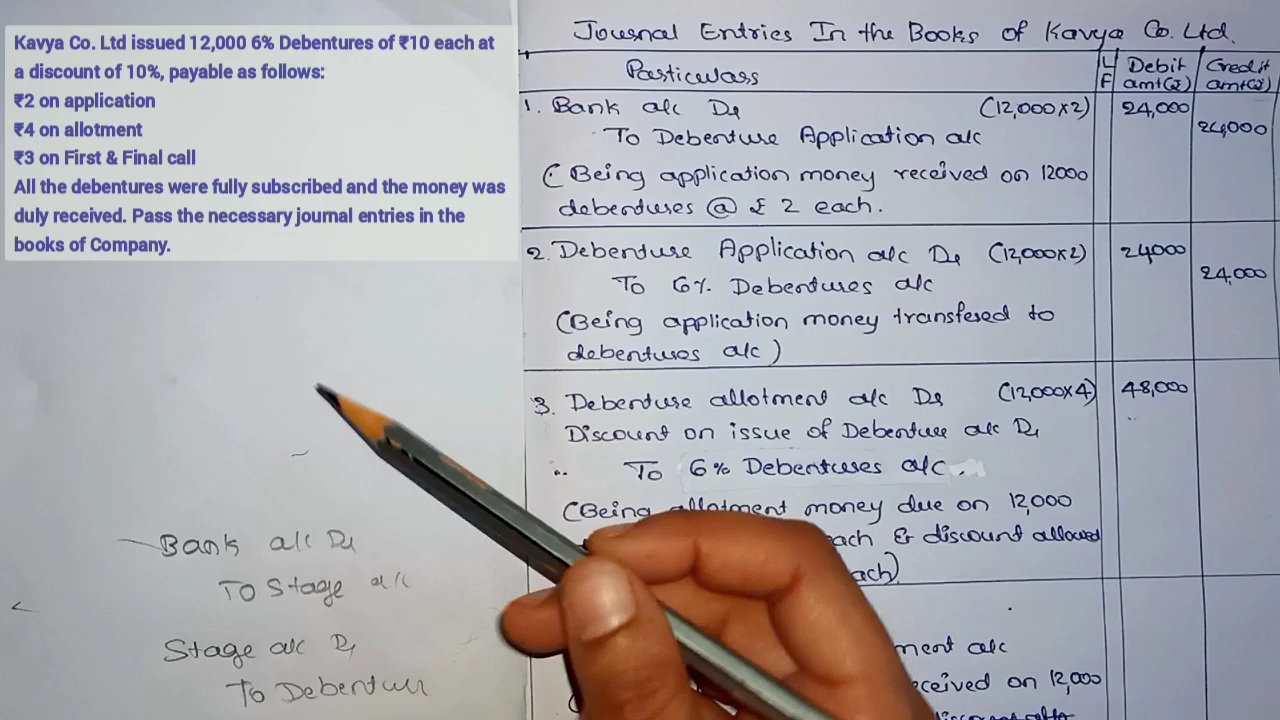 Kavya Co. Ltd issued 12,000 6% Debentures of ₹10 each at
a discount of 10%, payable as follows:
₹2 on application
₹4 on allotment
₹3 on First & Final call
All the debentures were fully subscribed and the money was
duly received. Pass the necessary journal entries in the
books of Company.
Bank a/c Dr
To Stage a/c
Stage a/c Dr
To Debenture
Journal Entries In the Books of Kavya Co. Ltd.
Particulars L F Debit amt(₹) Credit amt(₹)
1. Bank a/c Dr (12,000x2) 24,000
To Debenture Application a/c 24,000
(Being application money received on 12000
debentures @ ₹ 2 each.
2. Debenture Application a/c Dr (12,000x2) 24,000
To 6% Debentures a/c 24,000
(Being application money transfered to
debentures a/c)
3. Debenture allotment a/c Dr (12,000x4) 48,000
Discount on issue of Debenture a/c Dr
To 6% Debentures a/c
(Being allotment money due on 12,000
each & discount allowed
each)
ment a/c
eceived on 12,000